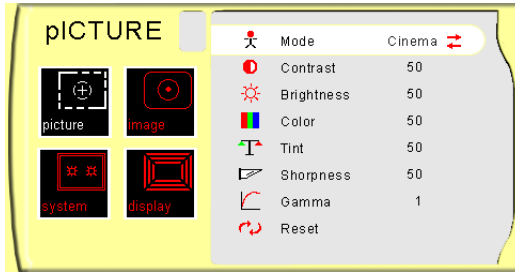 pICTURE
picture
image
system
display
Mode Cinema
Contrast 50
Brightness 50
Color 50
Tint 50
Shorpness 50
Gamma 1
Reset